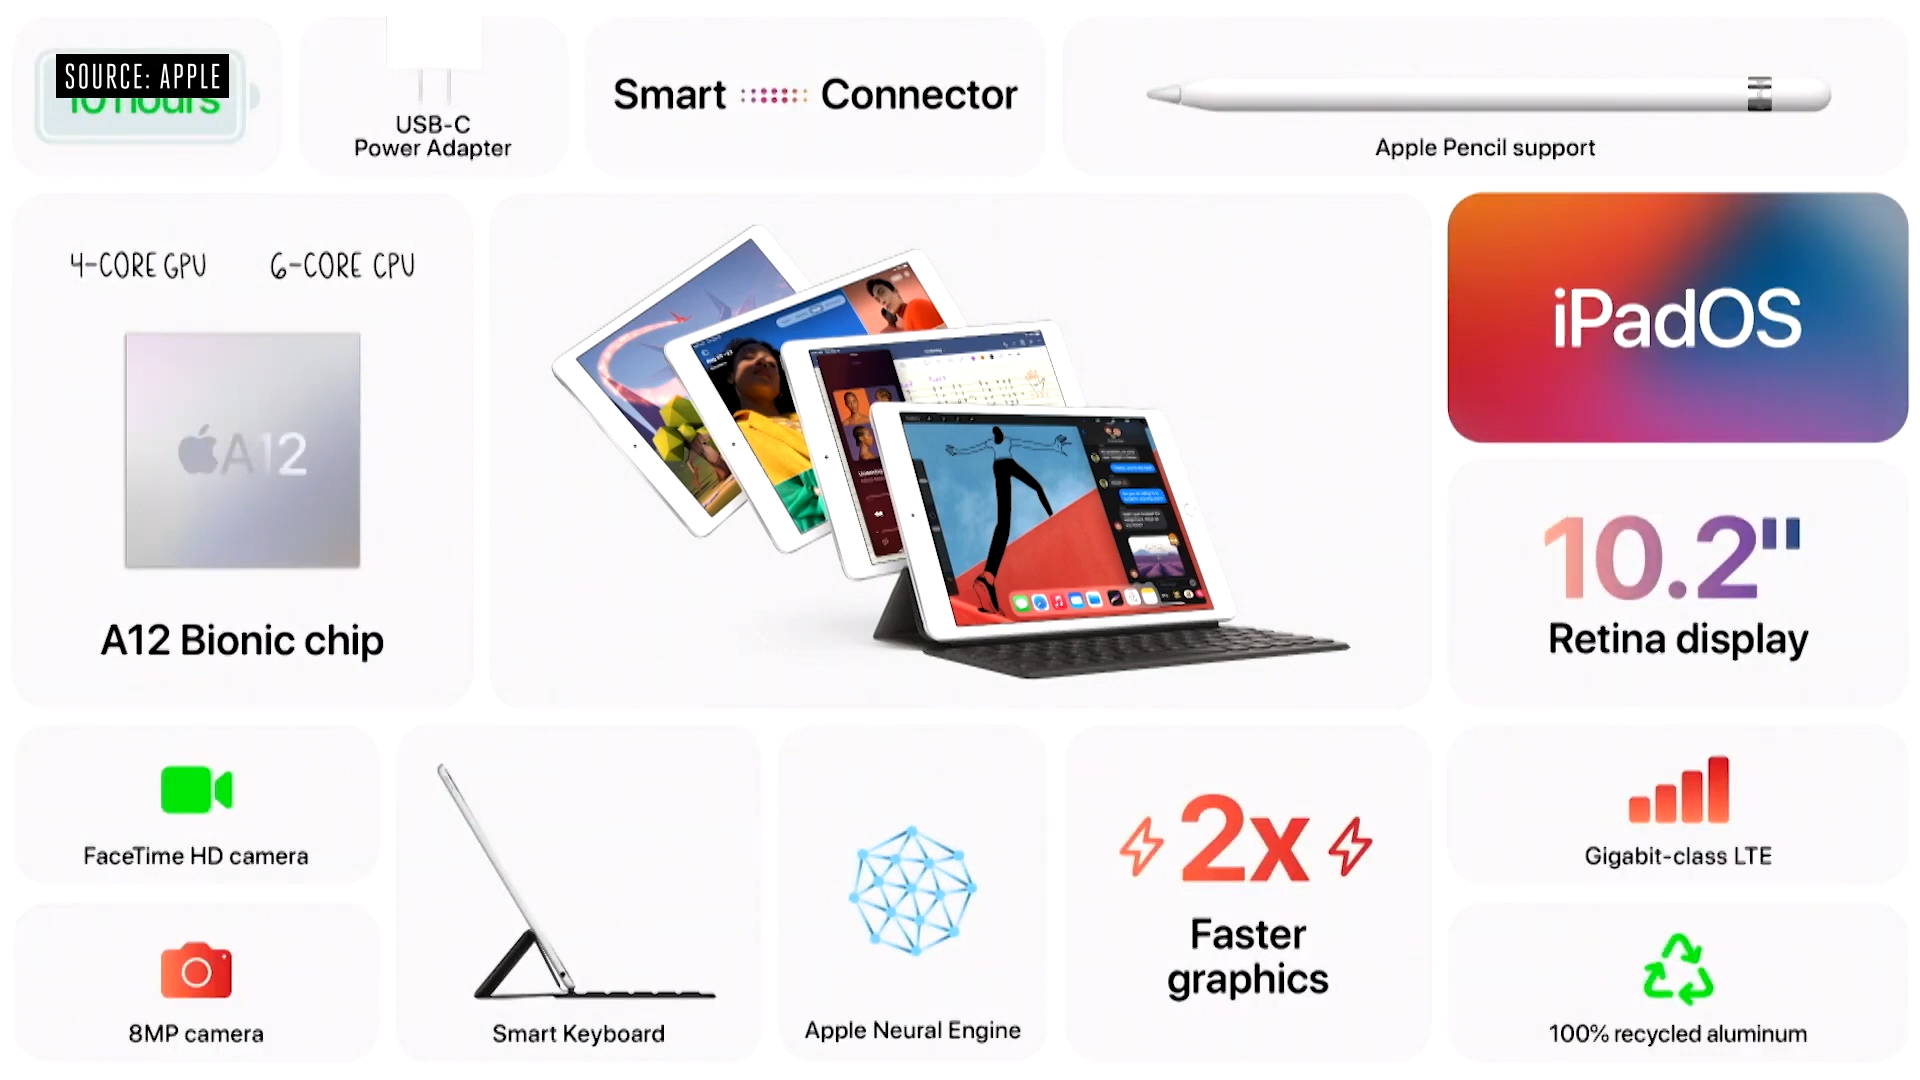 SOURCE: APPLE
10 hours
USB-C
Power Adapter
Smart Connector
Apple Pencil support
4-CORE GPU 6-CORE CPU
A12
A12 Bionic chip
iPadOS
10.2"
Retina display
FaceTime HD camera
8MP camera
Smart Keyboard
Apple Neural Engine
2x
Faster
graphics
Gigabit-class LTE
100% recycled aluminum